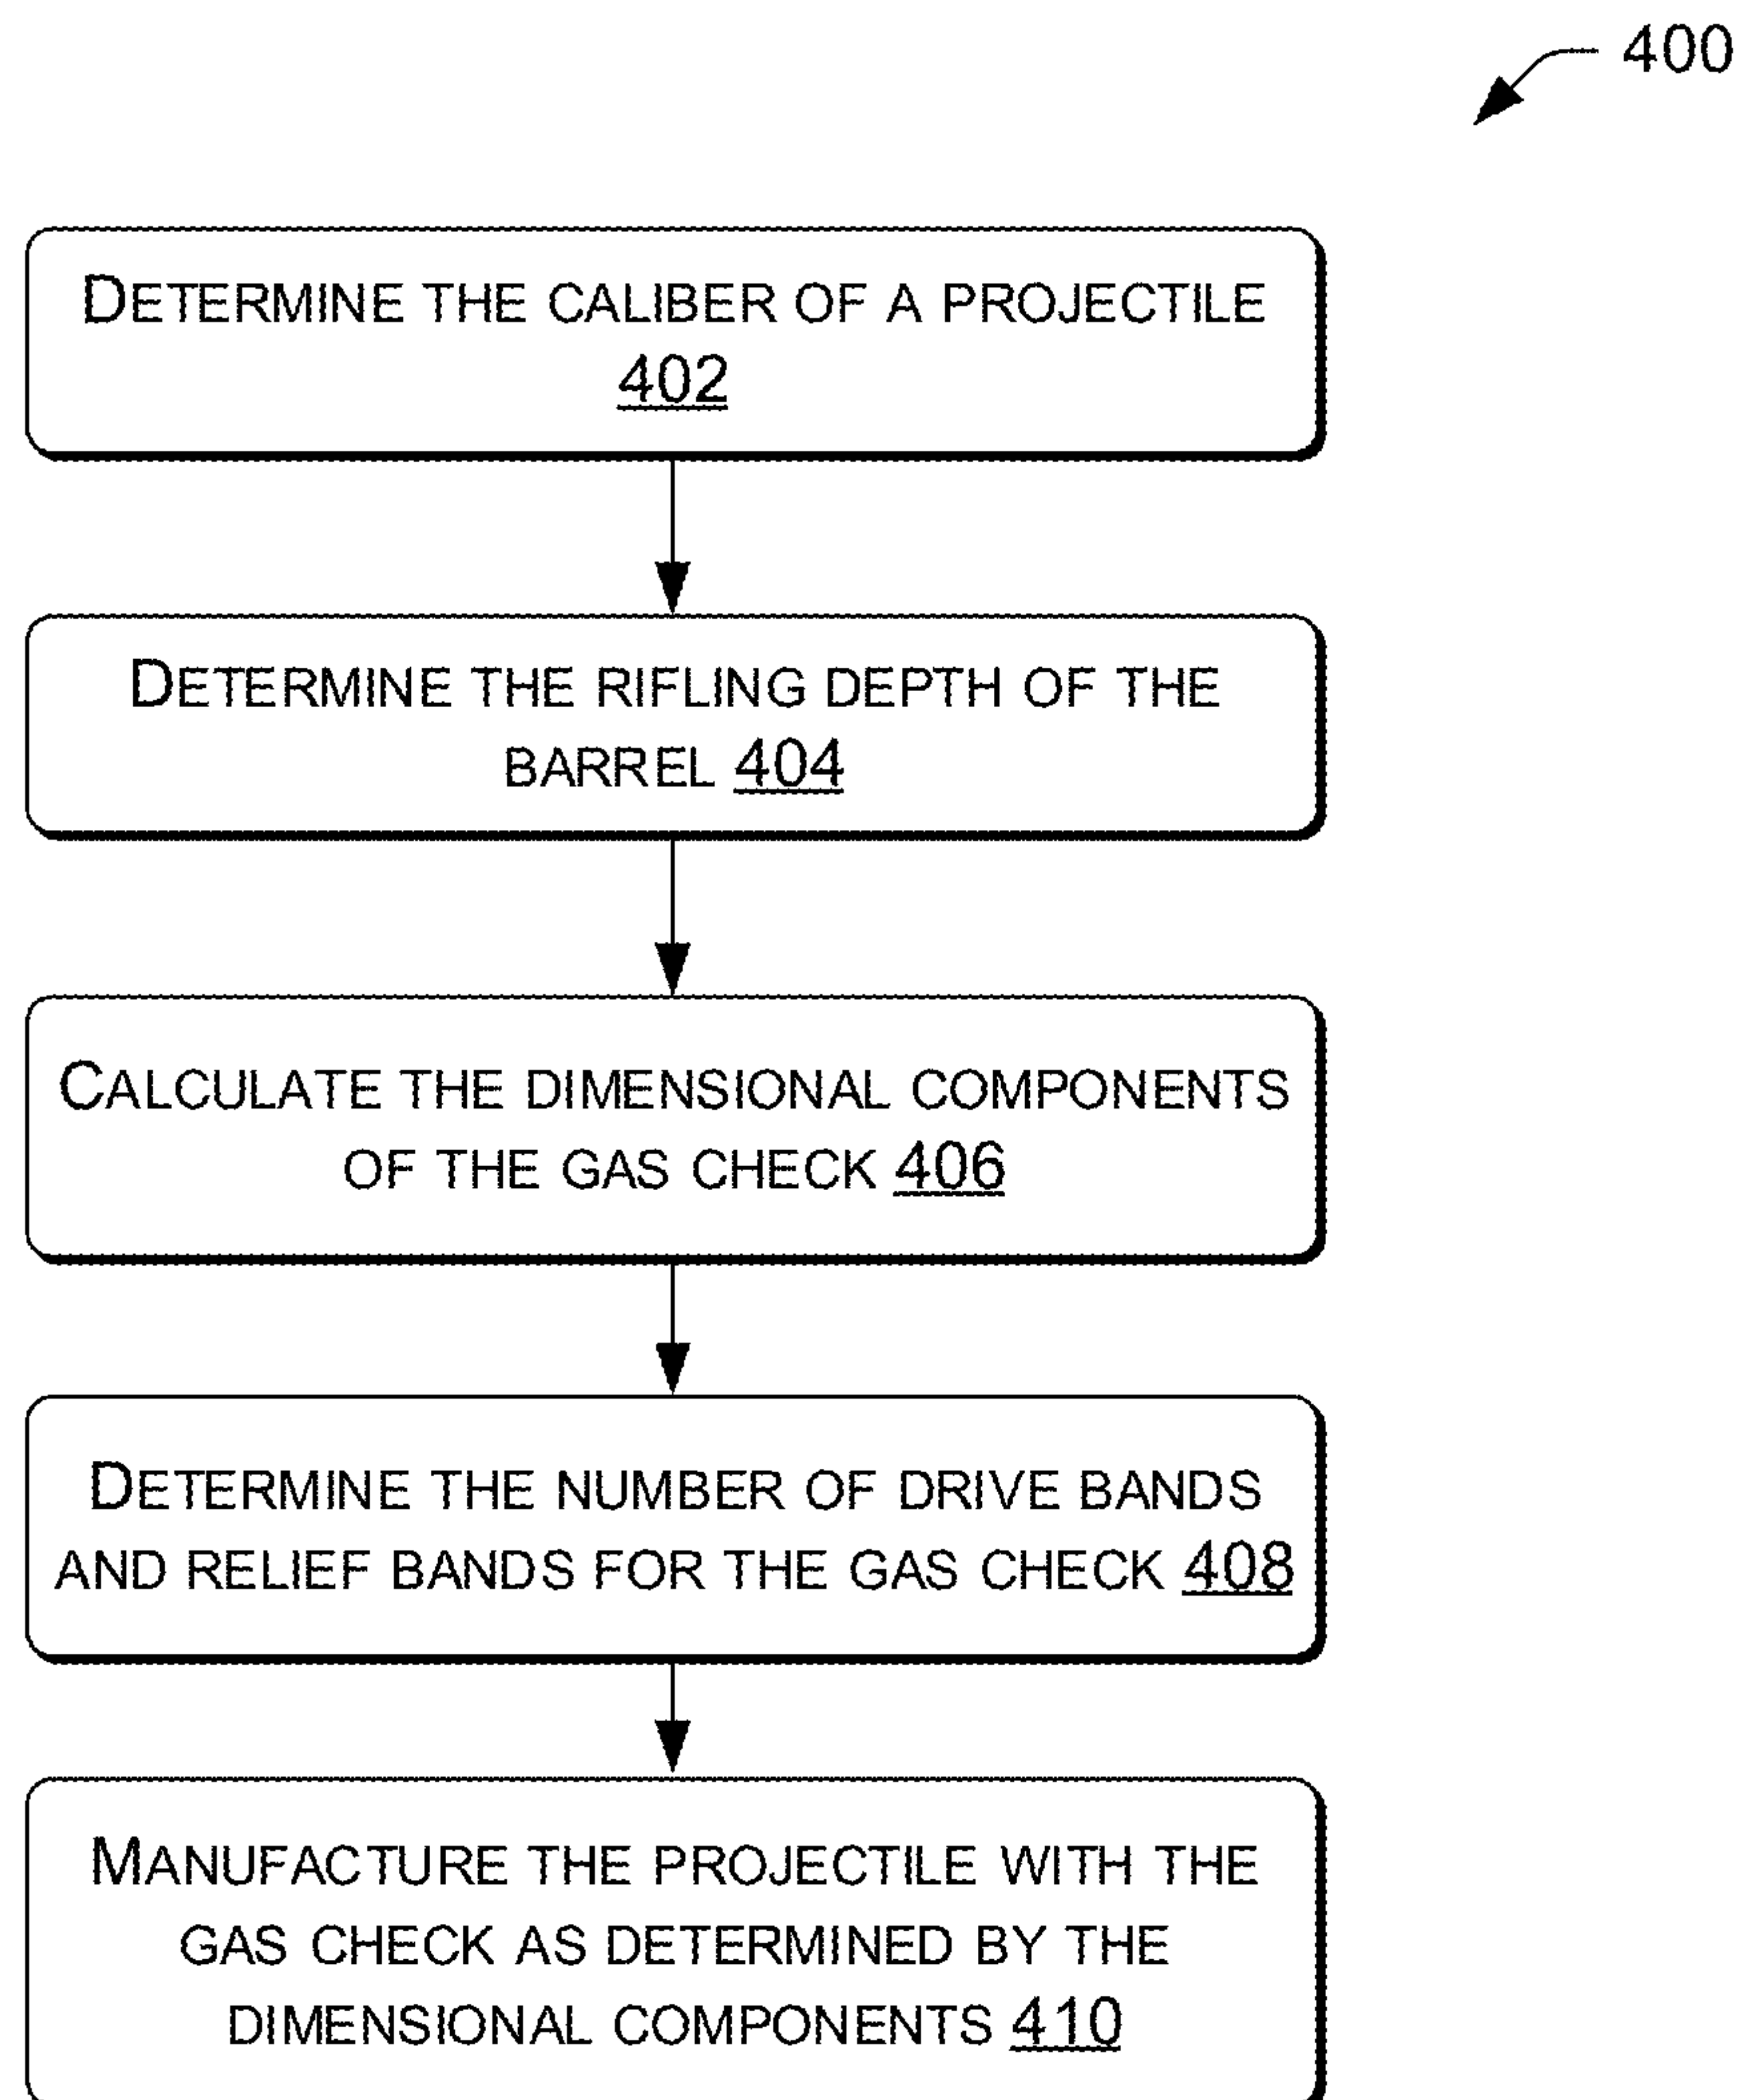 400
DETERMINE THE CALIBER OF A PROJECTILE
402
DETERMINE THE RIFLING DEPTH OF THE
BARREL 404
CALCULATE THE DIMENSIONAL COMPONENTS
OF THE GAS CHECK 406
DETERMINE THE NUMBER OF DRIVE BANDS
AND RELIEF BANDS FOR THE GAS CHECK 408
MANUFACTURE THE PROJECTILE WITH THE
GAS CHECK AS DETERMINED BY THE
DIMENSIONAL COMPONENTS 410